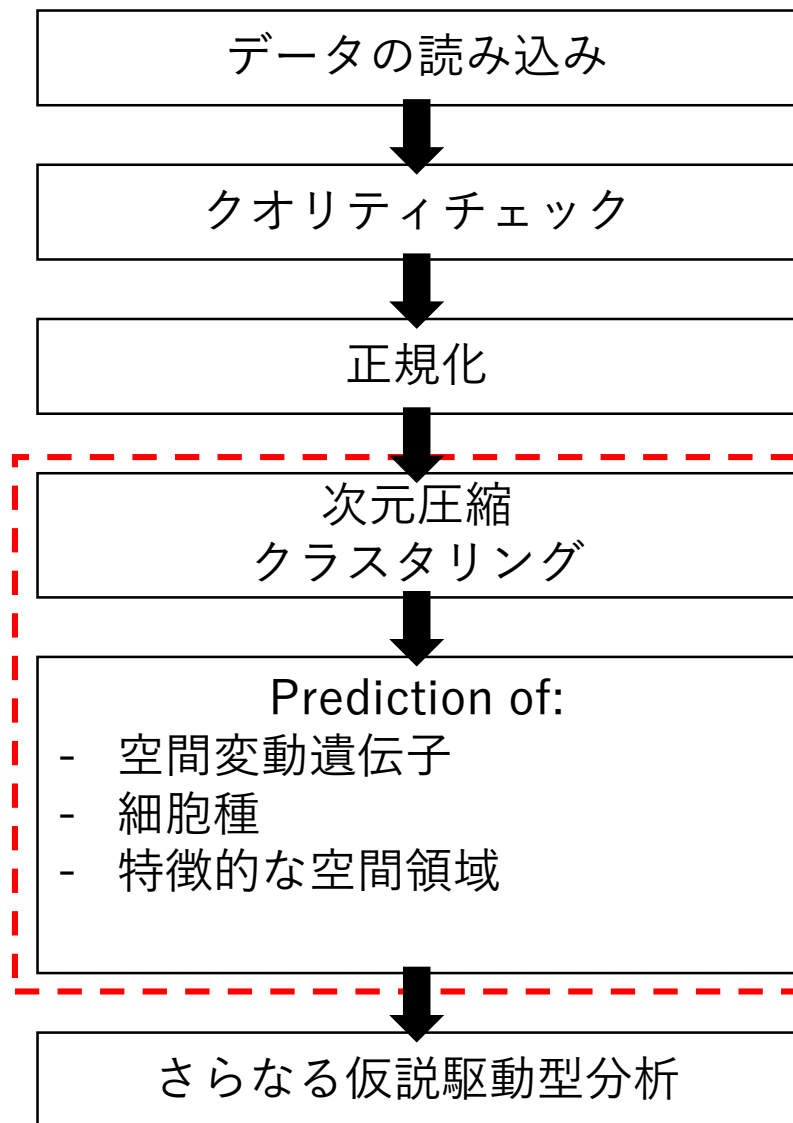 データの読み込み
クオリティチェック
正規化
次元圧縮
クラスタリング
Prediction of:
- 空間変動遺伝子
- 細胞種
- 特徴的な空間領域
さらなる仮説駆動型分析